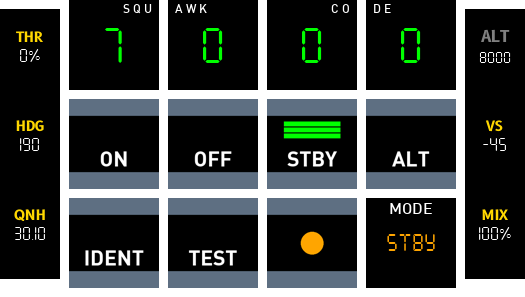 SQU AWK CO DE
7 0 0 0
THR
0%
ALT
8000
HDG
190
ON OFF STBY ALT
VS
-45
QNH
30.10
IDENT TEST
MODE
STBY
MIX
100%